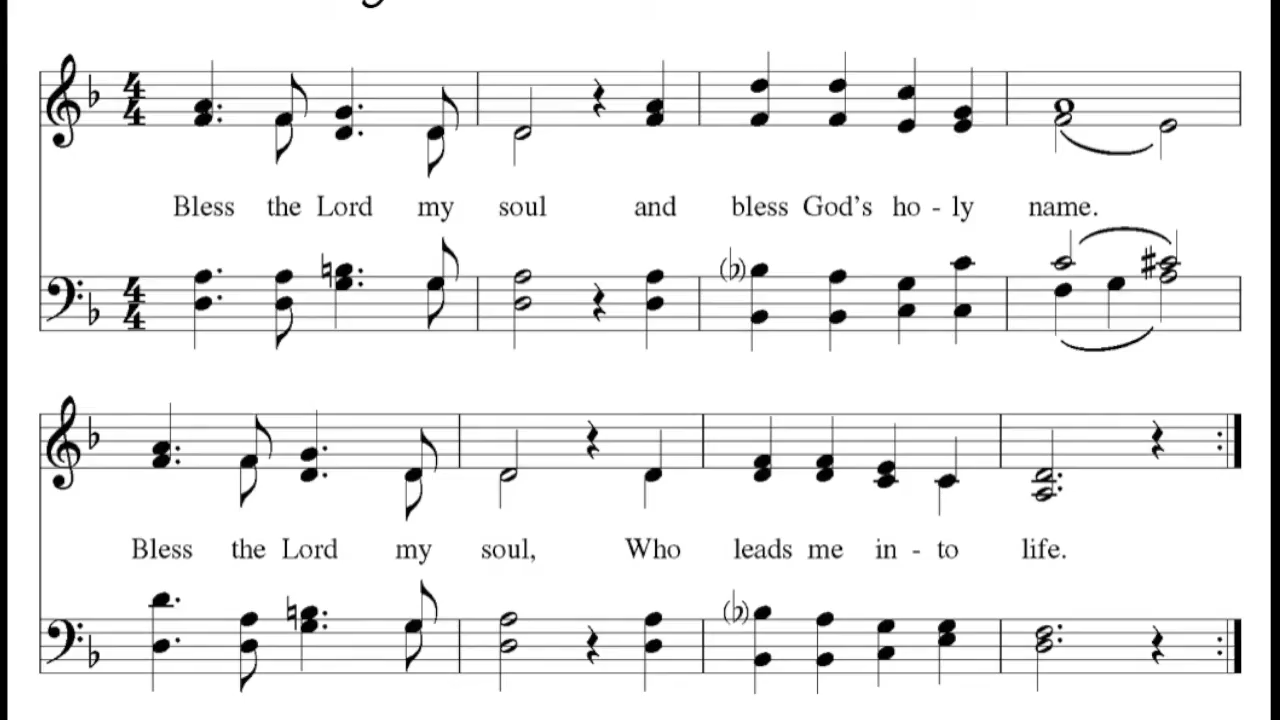 Bless the Lord my soul and bless God's ho - ly name.
Bless the Lord my soul, Who leads me in - to life.